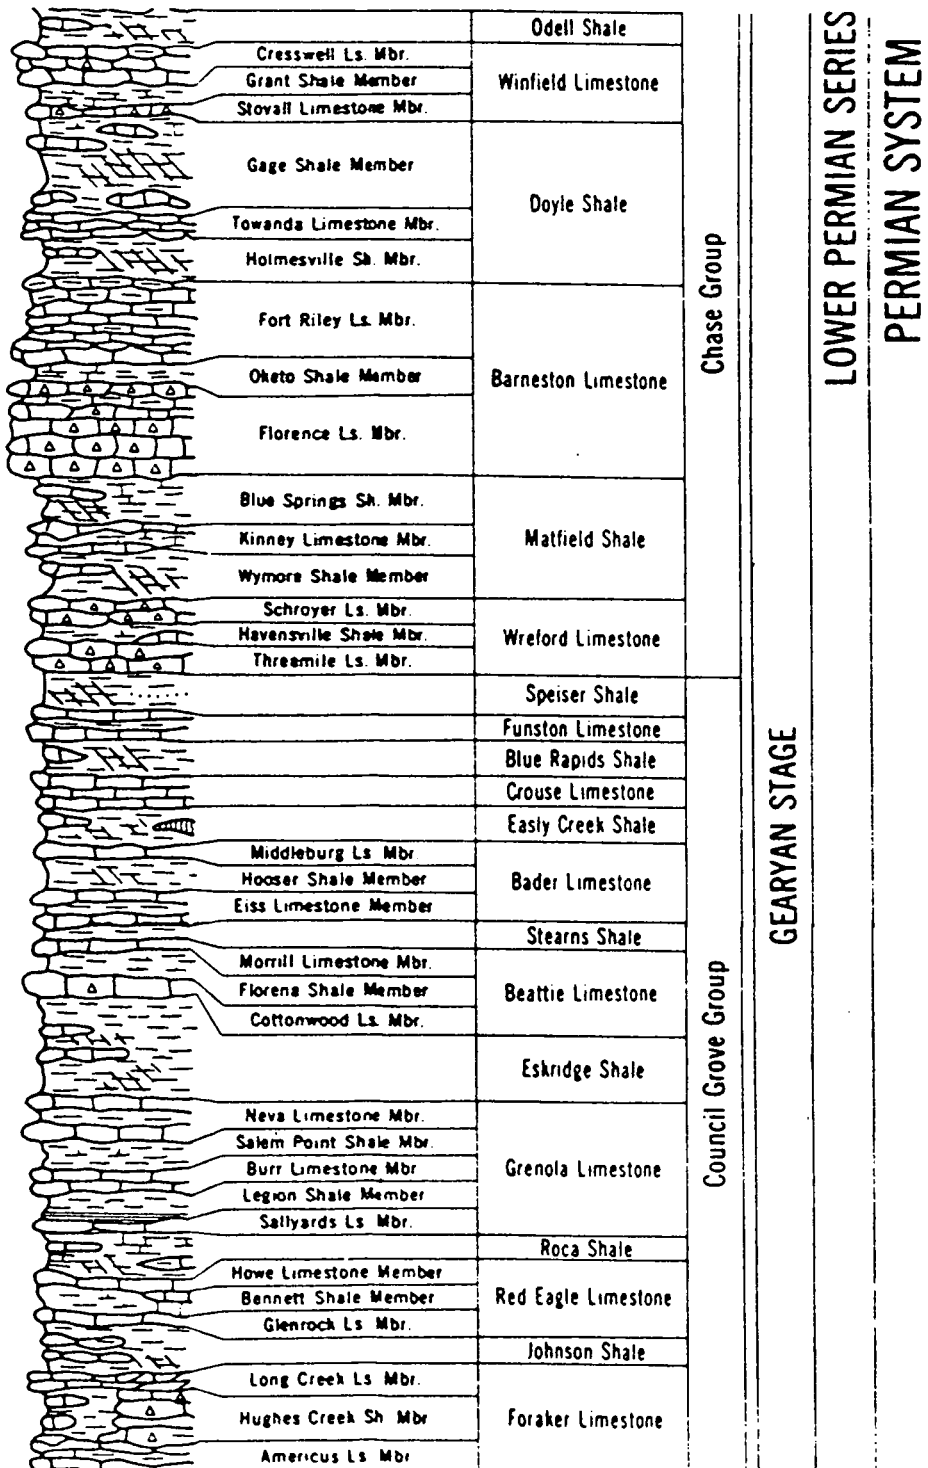 Odell Shale
Cresswell Ls. Mbr.
Grant Shale Member
Stovall Limestone Mbr.
Winfield Limestone
Gage Shale Member
Towanda Limestone Mbr.
Holmesville Sh. Mbr.
Doyle Shale
Fort Riley Ls. Mbr.
Oketo Shale Member
Florence Ls. Mbr.
Barneston Limestone
Blue Springs Sh. Mbr.
Kinney Limestone Mbr.
Wymore Shale Member
Matfield Shale
Schroyer Ls. Mbr.
Havensville Shale Mbr.
Threemile Ls. Mbr.
Wreford Limestone
Chase Group
Speiser Shale
Funston Limestone
Blue Rapids Shale
Crouse Limestone
Easly Creek Shale
Middleburg Ls Mbr.
Hooser Shale Member
Eiss Limestone Member
Bader Limestone
Stearns Shale
Morrill Limestone Mbr.
Florena Shale Member
Cottonwood Ls. Mbr.
Beattie Limestone
Eskridge Shale
Neva Limestone Mbr.
Salem Point Shale Mbr.
Burr Limestone Mbr
Legion Shale Member
Sallyards Ls Mbr.
Grenola Limestone
Roca Shale
Howe Limestone Member
Bennett Shale Member
Glenrock Ls Mbr.
Red Eagle Limestone
Johnson Shale
Long Creek Ls Mbr.
Hughes Creek Sh Mbr
Americus Ls Mbr
Foraker Limestone
Council Grove Group
GEARYAN STAGE
LOWER PERMIAN SERIES
PERMIAN SYSTEM